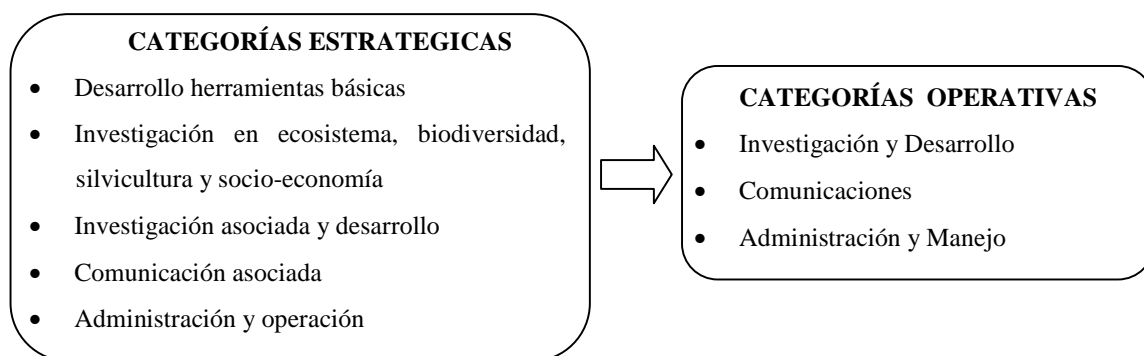 CATEGORÍAS ESTRATEGICAS
• Desarrollo herramientas básicas
• Investigación en ecosistema, biodiversidad,
silvicultura y socio-economía
• Investigación asociada y desarrollo
• Comunicación asociada
• Administración y operación
CATEGORÍAS OPERATIVAS
• Investigación y Desarrollo
• Comunicaciones
• Administración y Manejo